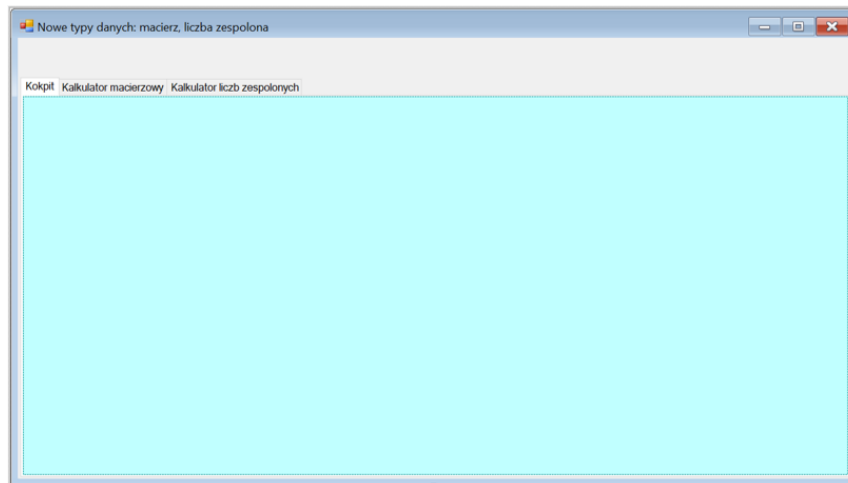 Nowe typy danych: macierz, liczba zespolona
Kokpit Kalkulator macierzowy Kalkulator liczb zespolonych